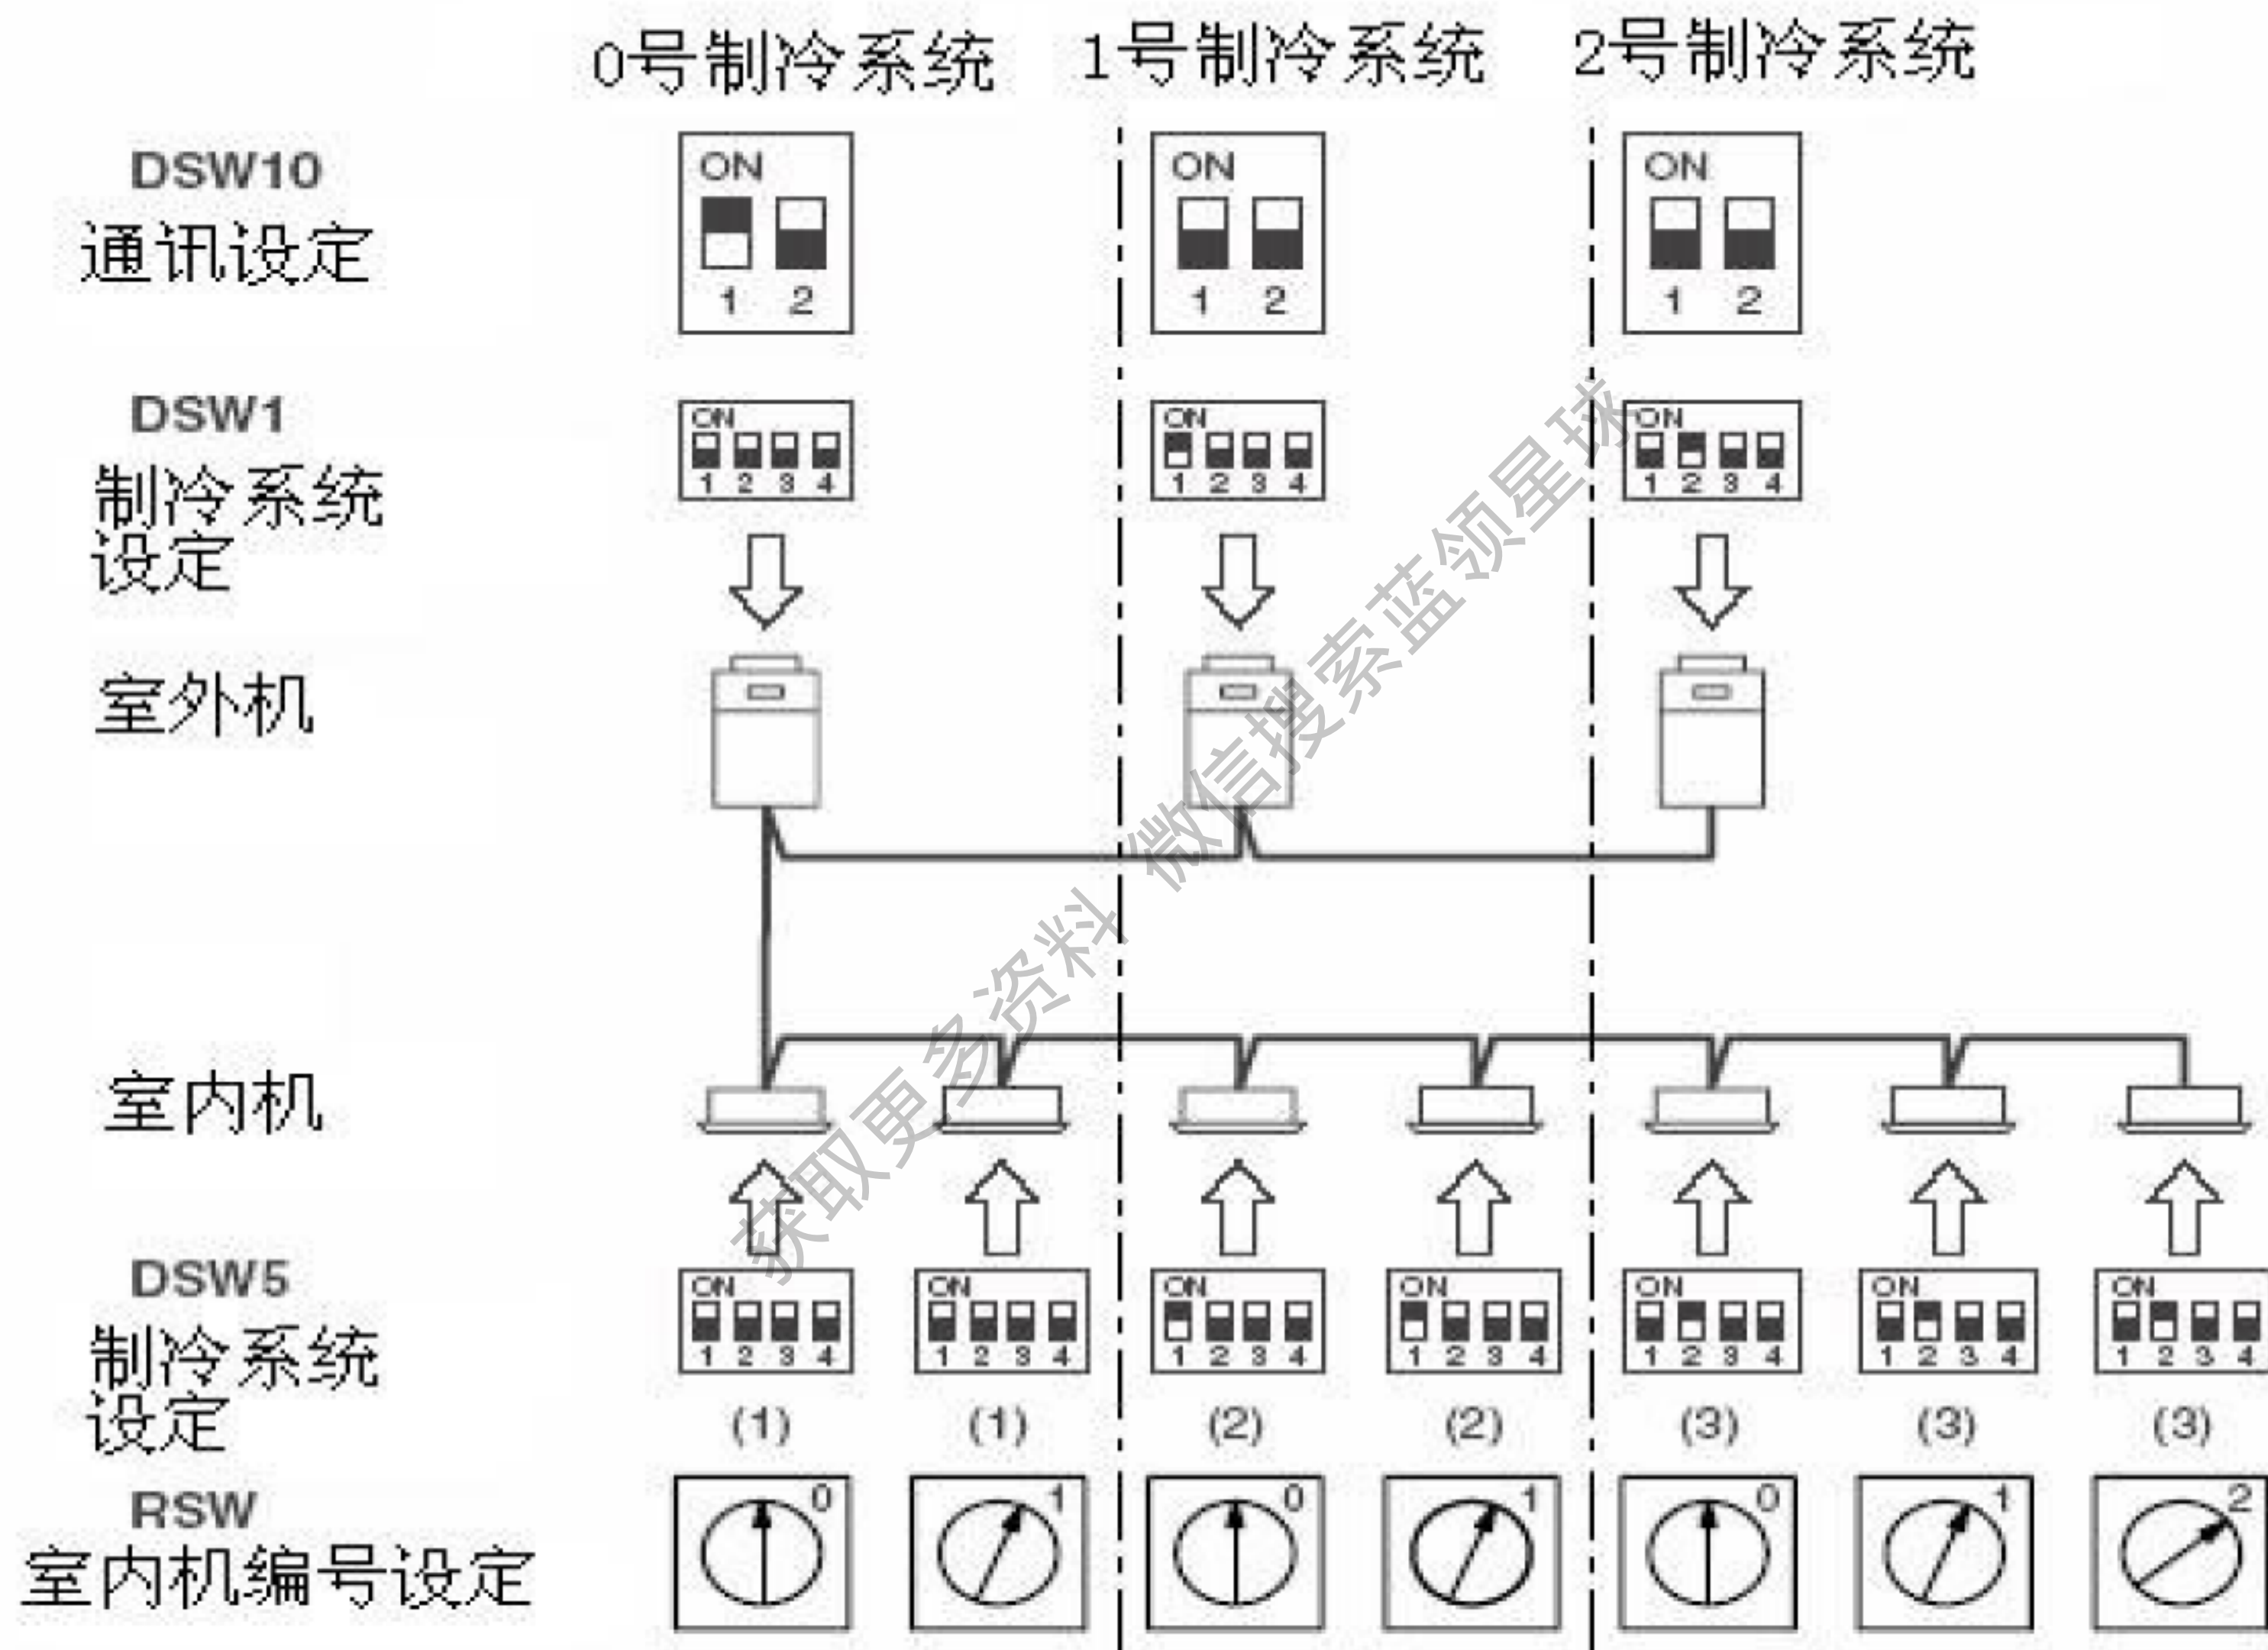 0号制冷系统 1号制冷系统 2号制冷系统
DSW10
通讯设定
ON ON ON
1 2 1 2 1 2
DSW1
制冷系统
设定
ON ON ON
1 2 3 4 1 2 3 4 1 2 3 4
室外机
室内机
DSW5
制冷系统
设定
ON ON ON ON ON ON ON
1 2 3 4 1 2 3 4 1 2 3 4 1 2 3 4 1 2 3 4 1 2 3 4 1 2 3 4
(1) (1) (2) (2) (3) (3) (3)
RSW
室内机编号设定
0 1 0 1 0 1 2
获取更多资料 微信搜索蓝领星球